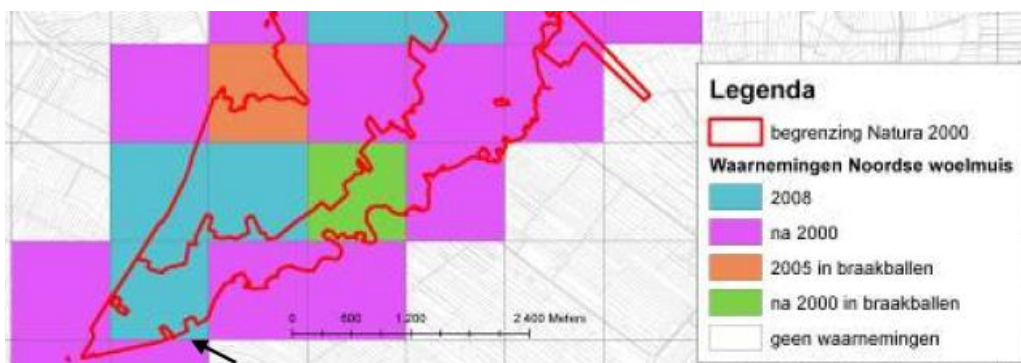 Legenda
begrenzing Natura 2000
Waarnemingen Noordse woelmuis
2008
na 2000
2005 in braakballen
na 2000 in braakballen
geen waarnemingen
0 600 1.200 2.400 Meters